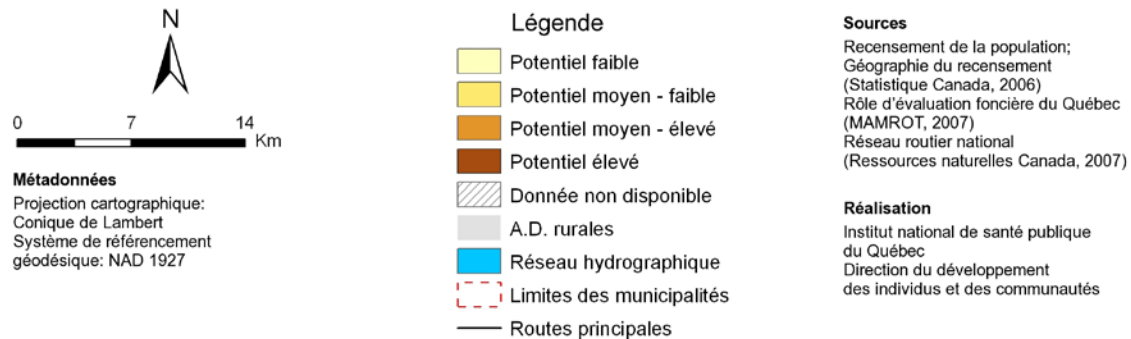 N
0 7 14
Km
Métadonnées
Projection cartographique:
Conique de Lambert
Système de référencement
géodésique: NAD 1927
Légende
Potentiel faible
Potentiel moyen - faible
Potentiel moyen - élevé
Potentiel élevé
Donnée non disponible
A.D. rurales
Réseau hydrographique
Limites des municipalités
Routes principales
Sources
Recensement de la population;
Géographie du recensement
(Statistique Canada, 2006)
Rôle d'évaluation foncière du Québec
(MAMROT, 2007)
Réseau routier national
(Ressources naturelles Canada, 2007)
Réalisation
Institut national de santé publique
du Québec
Direction du développement
des individus et des communautés